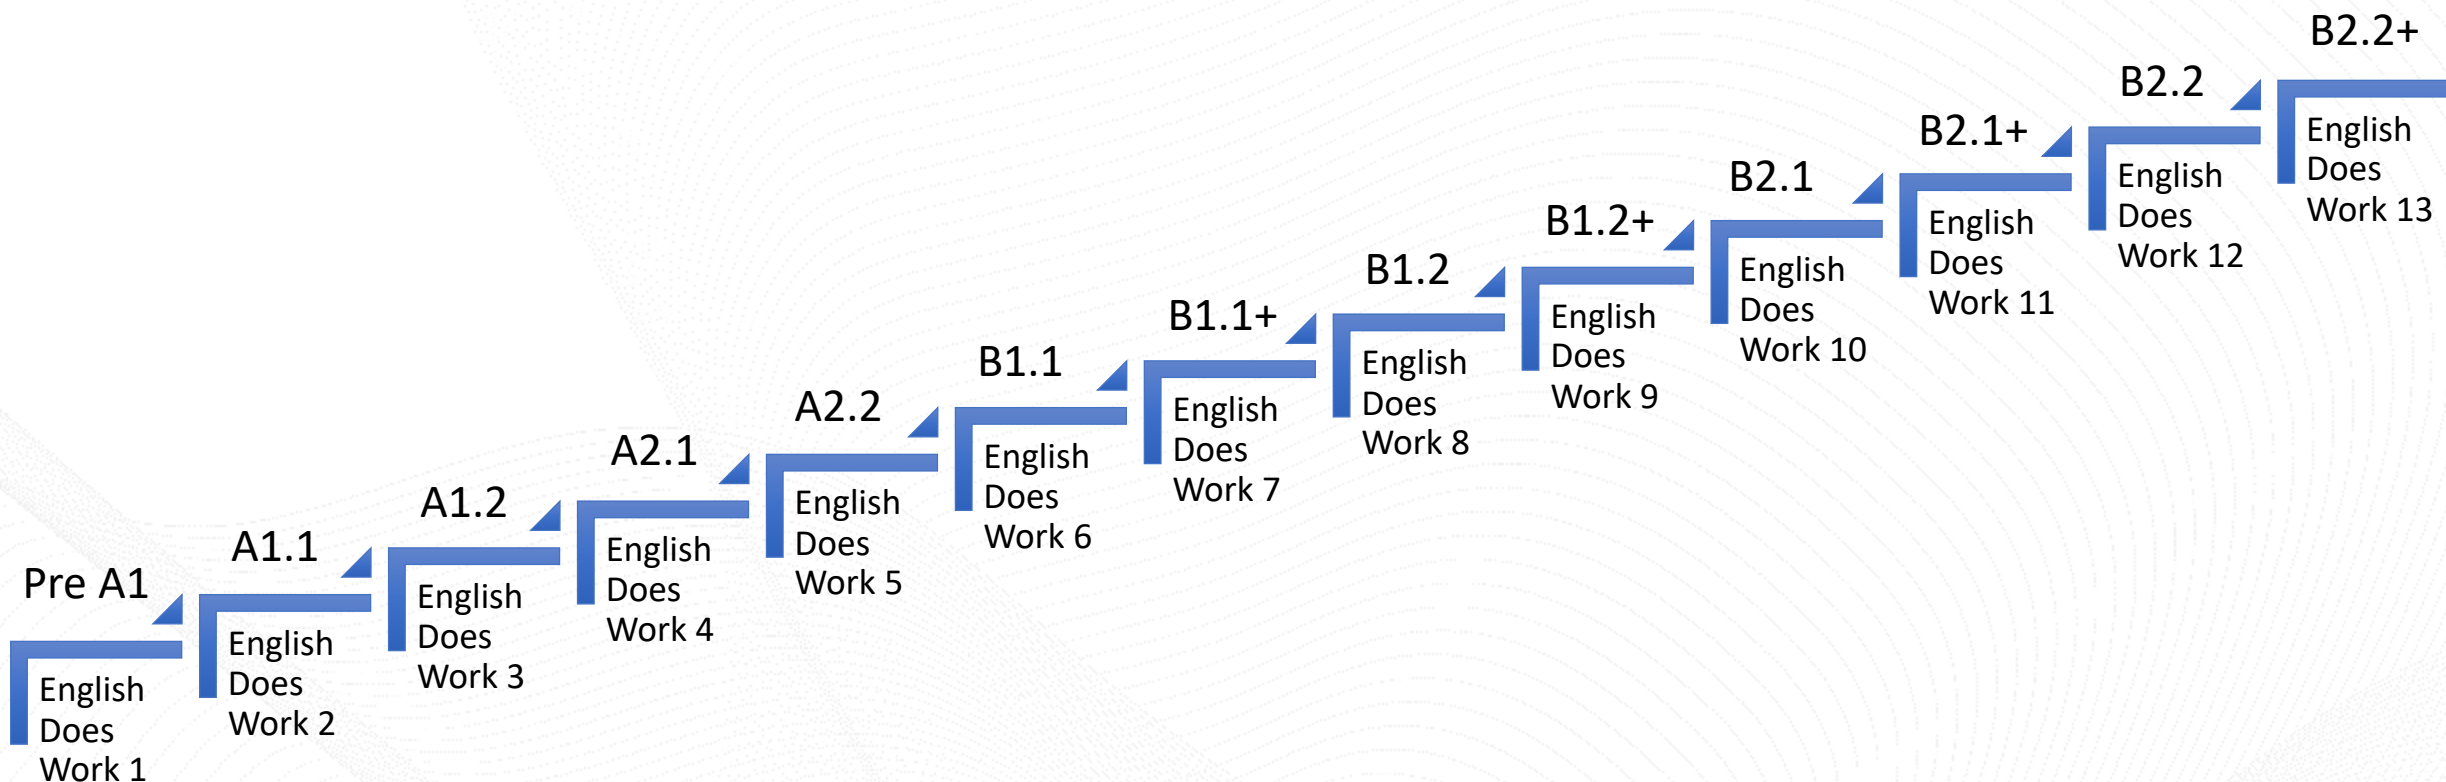 Pre A1
English
Does
Work 1
A1.1
English
Does
Work 2
A1.2
English
Does
Work 3
A2.1
English
Does
Work 4
A2.2
English
Does
Work 5
B1.1
English
Does
Work 6
B1.1+
English
Does
Work 7
B1.2
English
Does
Work 8
B1.2+
English
Does
Work 9
B2.1
English
Does
Work 10
B2.1+
English
Does
Work 11
B2.2
English
Does
Work 12
B2.2+
English
Does
Work 13